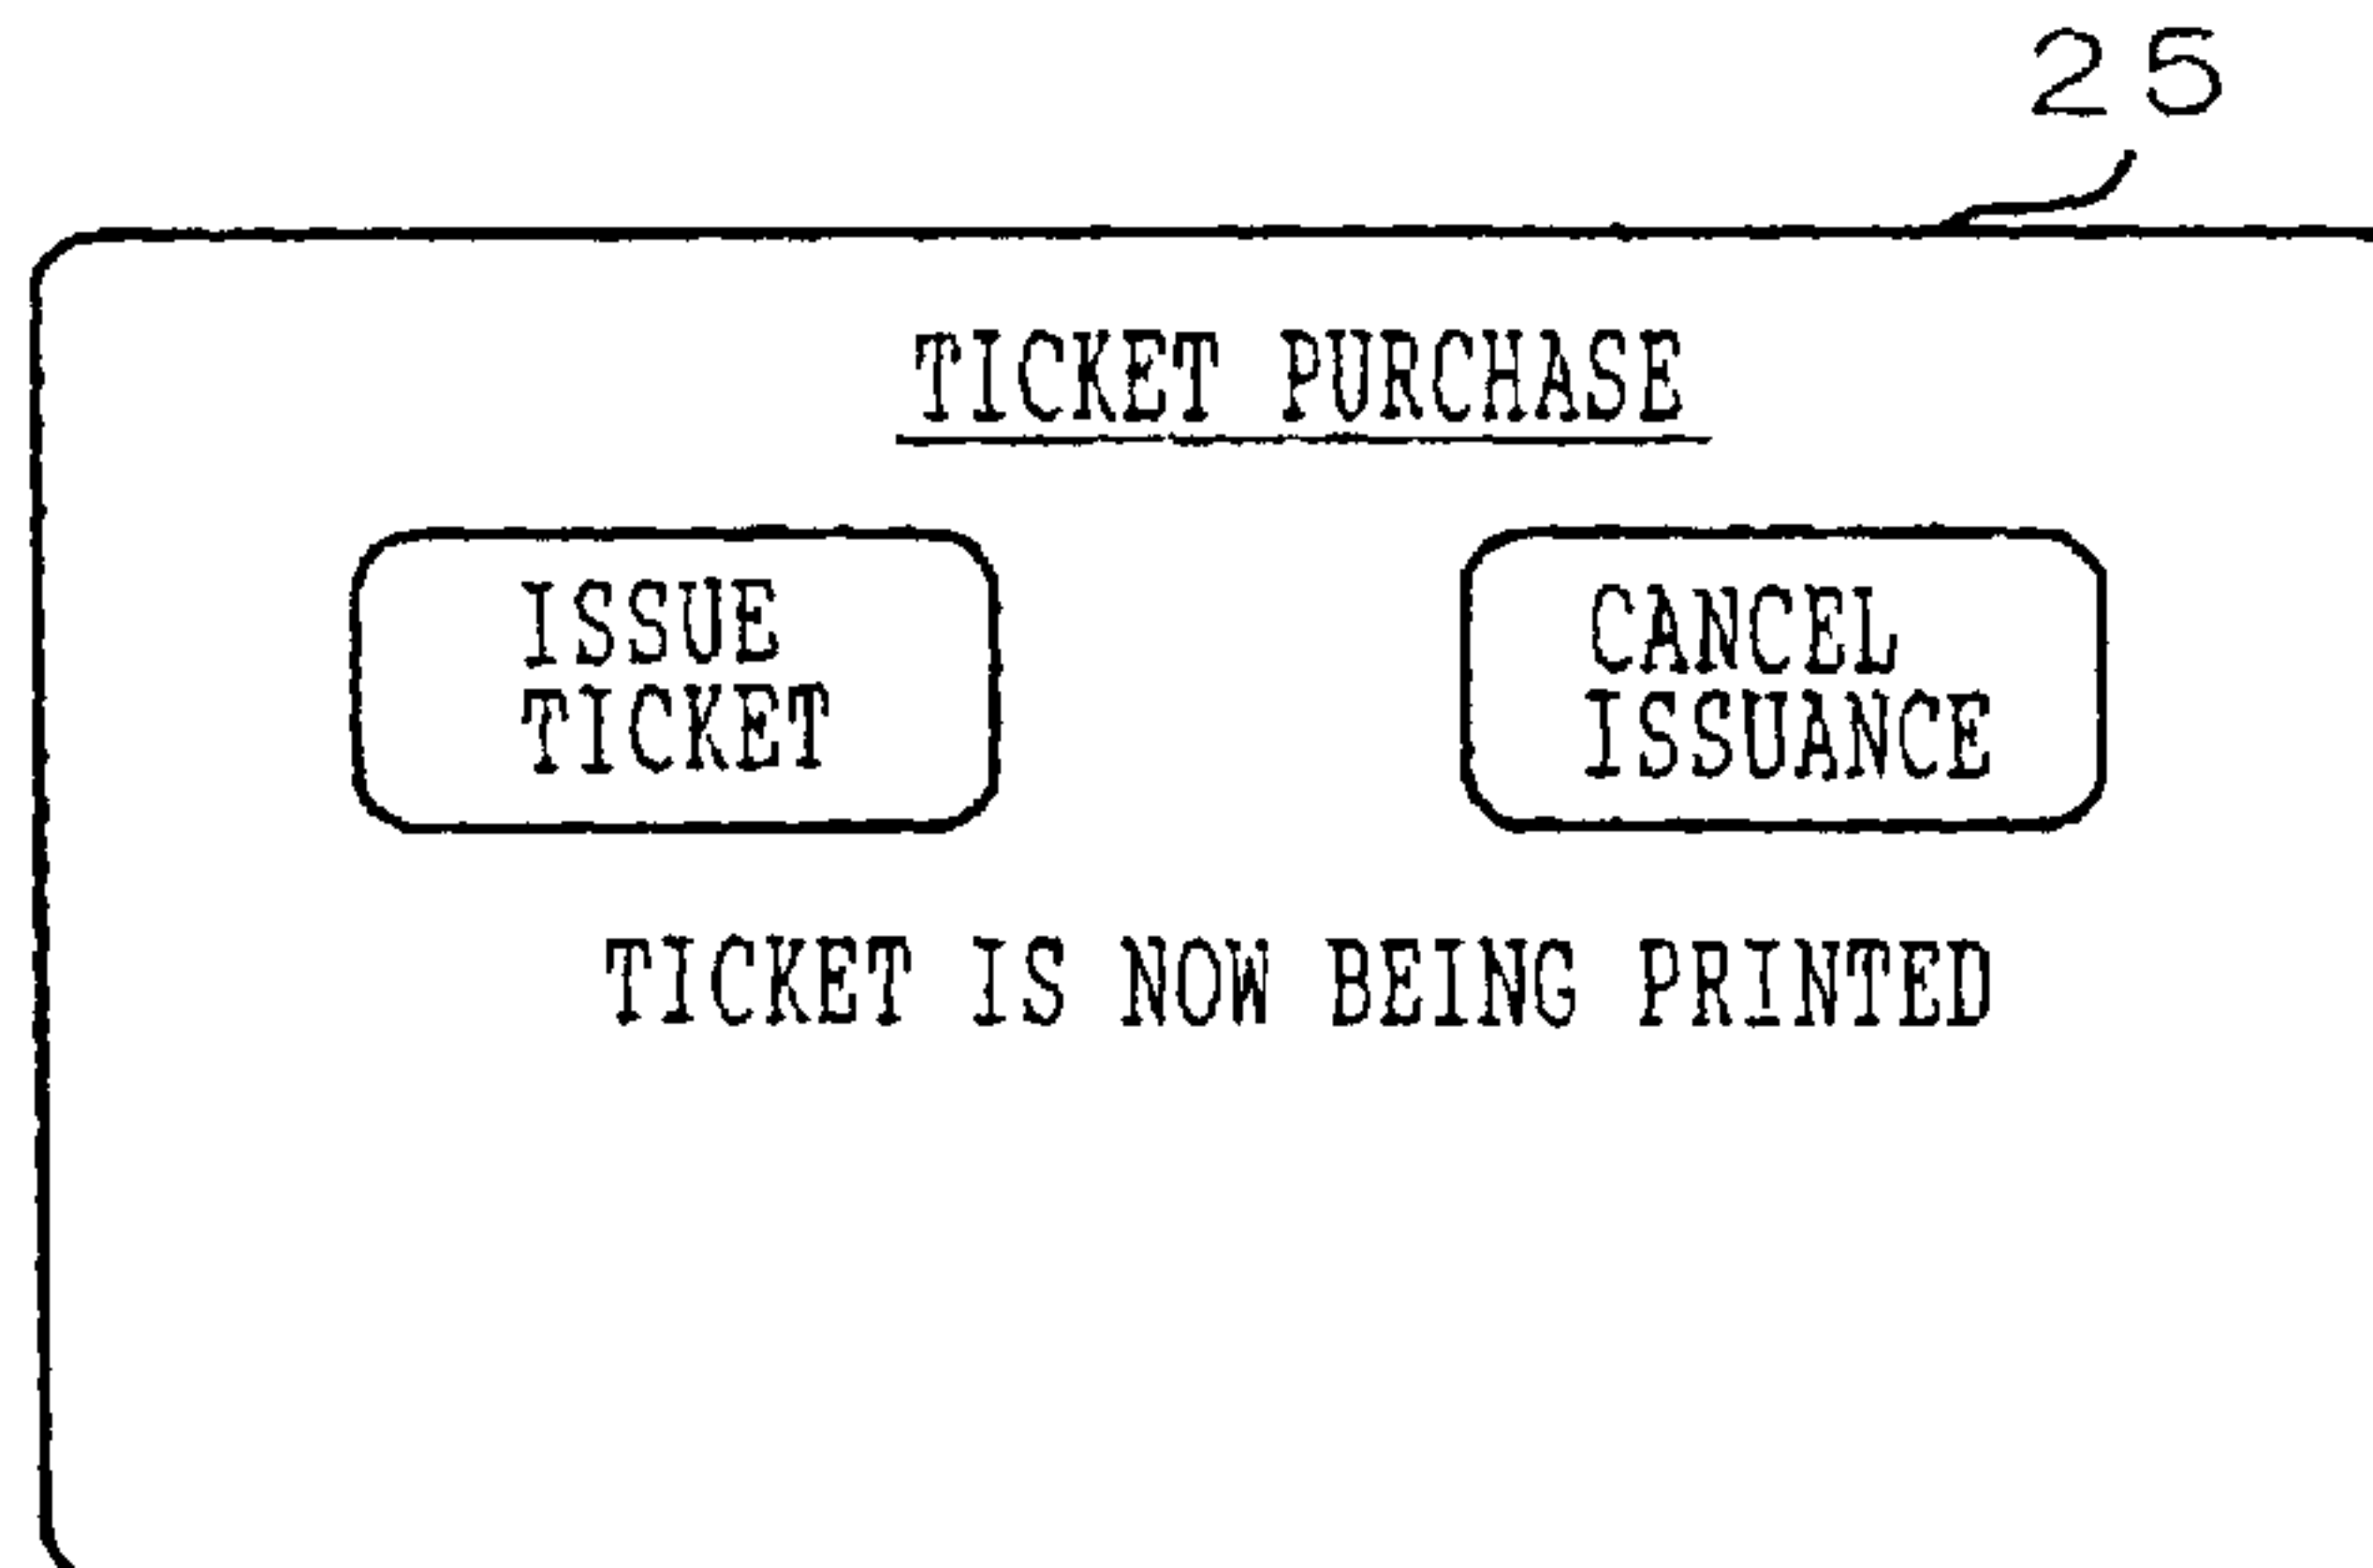 25
TICKET PURCHASE
ISSUE
TICKET
CANCEL
ISSUANCE
TICKET IS NOW BEING PRINTED